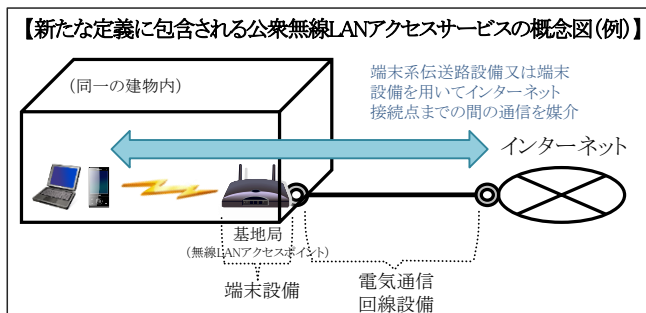 【新たな定義に包含される公衆無線LANアクセスサービスの概念図(例)】
(同一の建物内)
端末系伝送路設備又は端末
設備を用いてインターネット
接続点までの間の通信を媒介
インターネット
基地局
(無線LANアクセスポイント)
端末設備
電気通信
回線設備